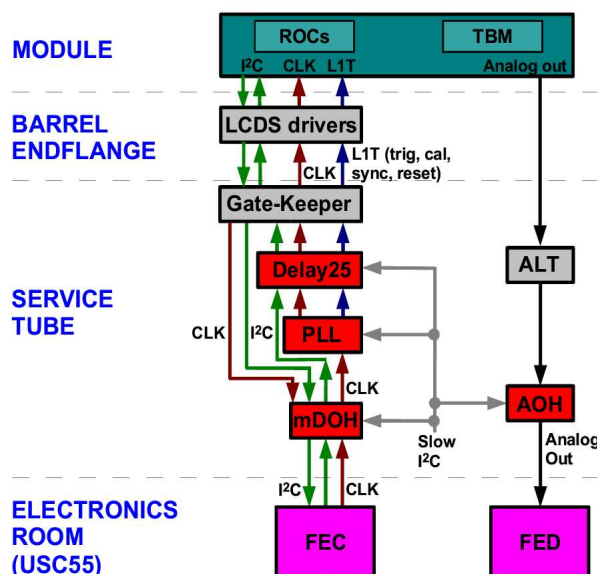 MODULE
ROCs
TBM
I²C
CLK
L1T
Analog out
BARREL
ENDFLANGE
LCDS drivers
L1T (trig, cal,
sync, reset)
CLK
Gate-Keeper
SERVICE
TUBE
Delay25
ALT
CLK
I²C
PLL
CLK
mDOH
AOH
Slow
I²C
Analog
Out
I²C
CLK
ELECTRONICS
ROOM
(USC55)
FEC
FED